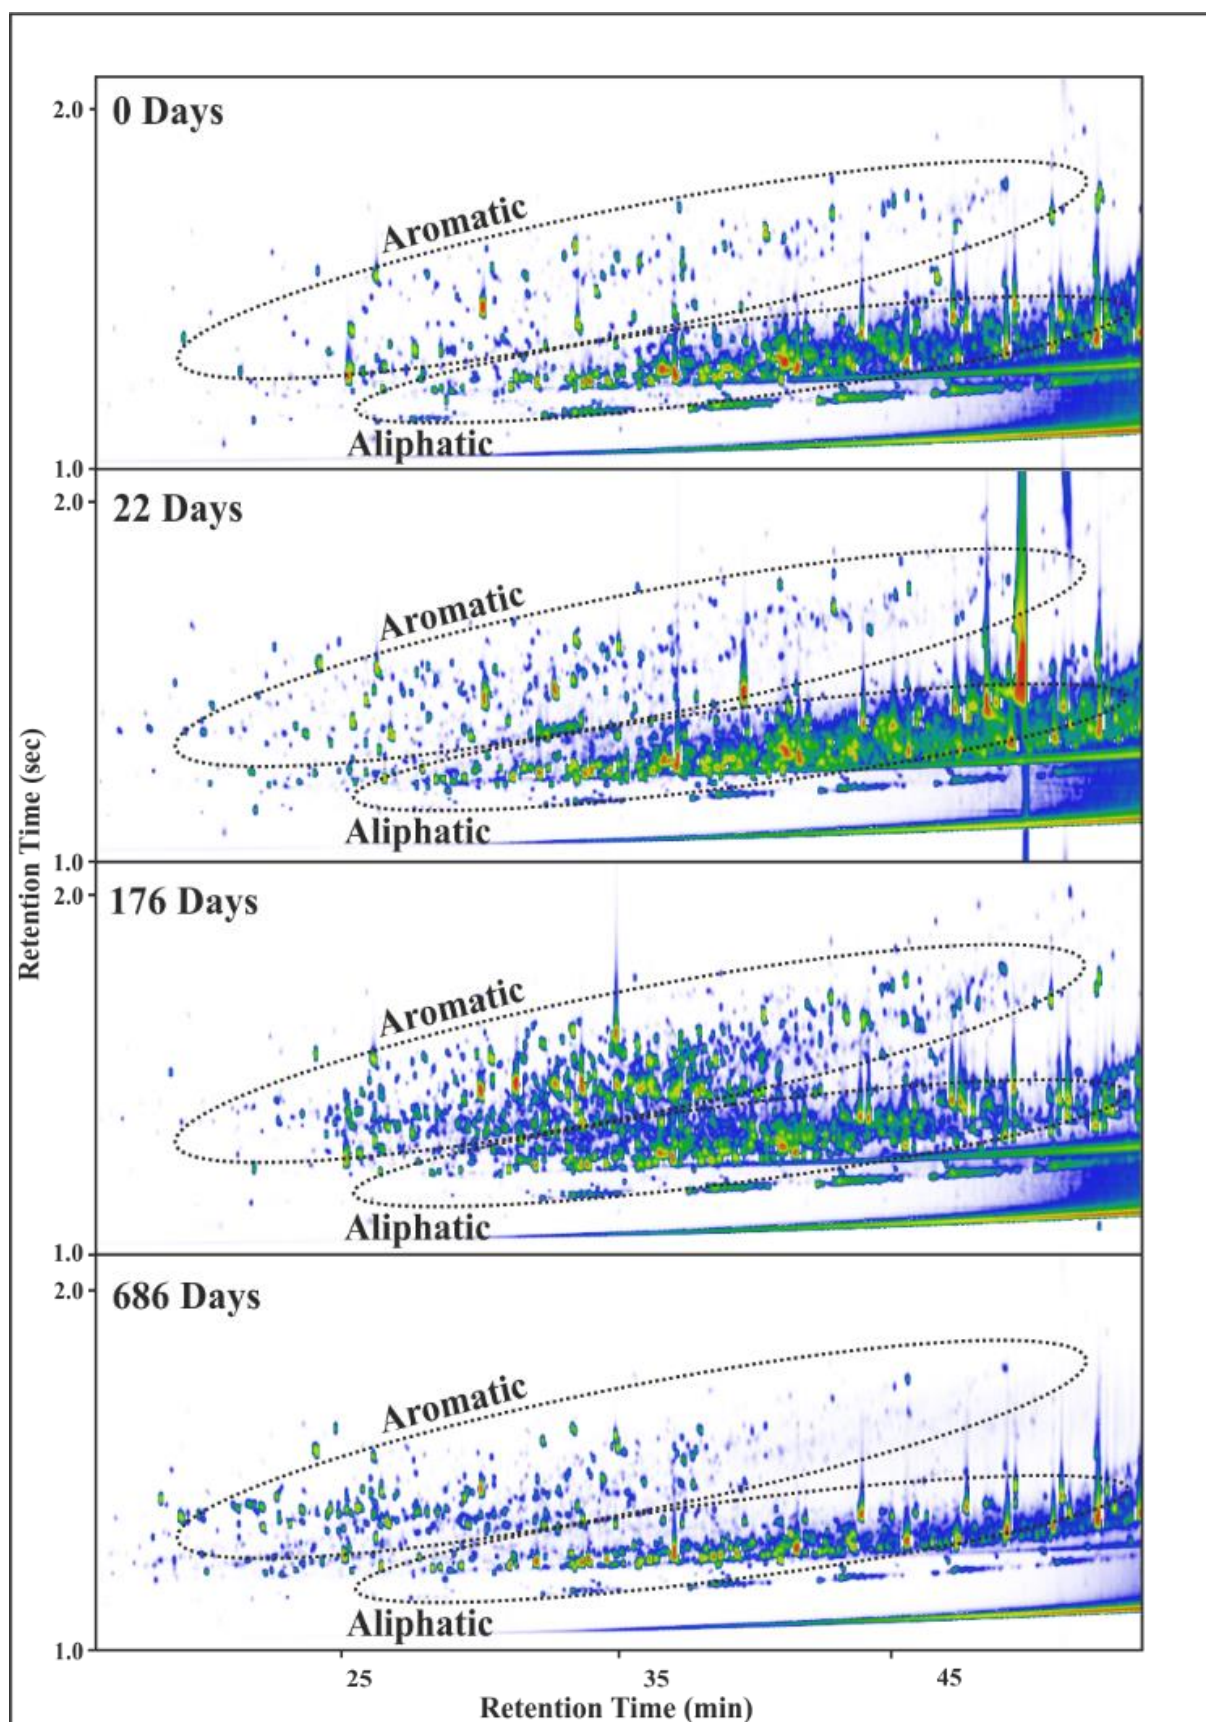 2.0
0 Days
Aromatic
Aliphatic
1.0
2.0
22 Days
Aromatic
Aliphatic
1.0
2.0
176 Days
Aromatic
Aliphatic
1.0
2.0
686 Days
Aromatic
Aliphatic
1.0
Retention Time (sec)
25 35 45
Retention Time (min)